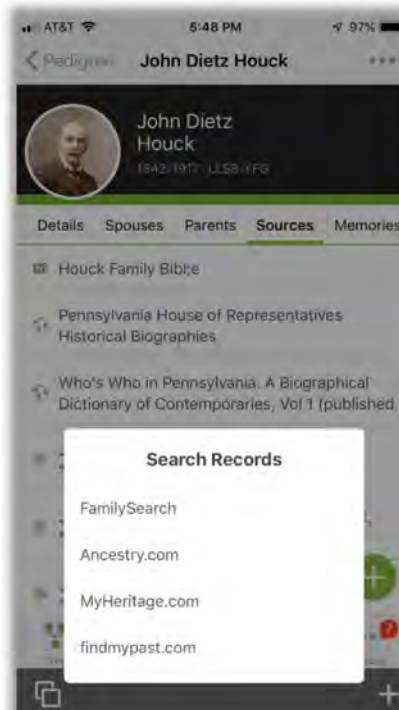 AT&T 5:48 PM 97%
Pedigree John Dietz Houck
John Dietz
Houck
1842-1917
Details Spouses Parents Sources Memories
Houck Family Bible
Pennsylvania House of Representatives
Historical Biographies
Who's Who in Pennsylvania. A Biographical
Dictionary of Contemporaries, Vol 1 (published
Search Records
FamilySearch
Ancestry.com
MyHeritage.com
findmypast.com